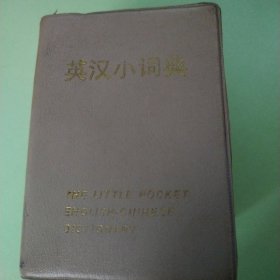 英汉小词典
THE LITTLE POCKET
ENGLISH-CHINESE
DICTIONARY